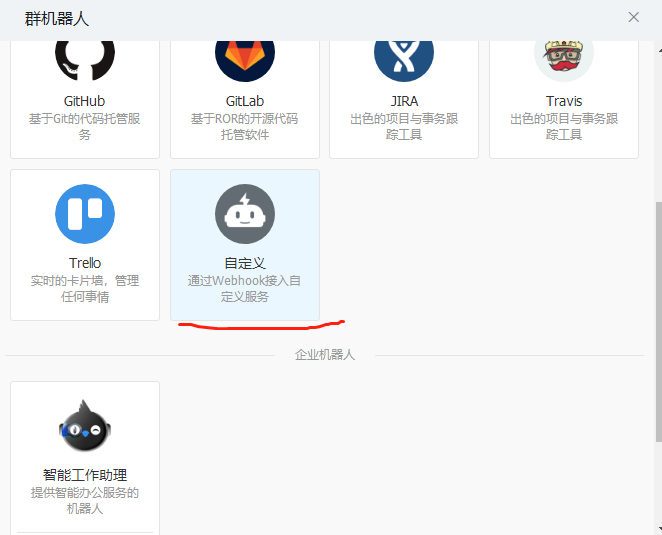 群机器人
GitHub
基于Git的代码托管服
务
GitLab
基于ROR的开源代码
托管软件
JIRA
出色的项目与事务跟
踪工具
Travis
出色的项目与事务跟
踪工具
Trello
实时的卡片墙，管理
任何事情
自定义
通过Webhook接入自
定义服务
企业机器人
智能工作助理
提供智能办公服务的
机器人